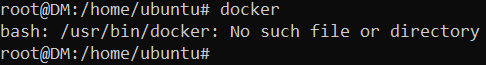 root@DM:/home/ubuntu# docker
bash: /usr/bin/docker: No such file or directory
root@DM:/home/ubuntu#